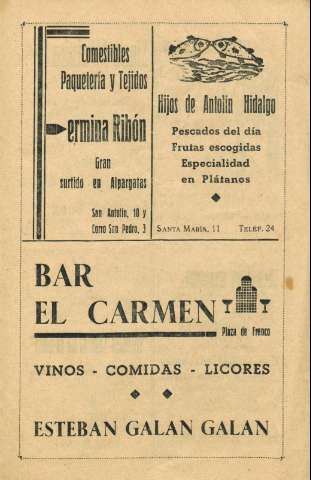 Comestibles
Paquetería y Tejidos
ermina Ribón
Gran
surtido en Alpargatas
San Antolín, 10 y
Corro San Pedro, 3
Hijos de Antolín Hidalgo
Pescados del día
Frutas escogidas
Especialidad
en Plátanos
SANTA MARÍA, 11 TELÉF. 24
BAR
EL CARMEN
Plaza de Franco
VINOS - COMIDAS - LICORES
ESTEBAN GALAN GALAN